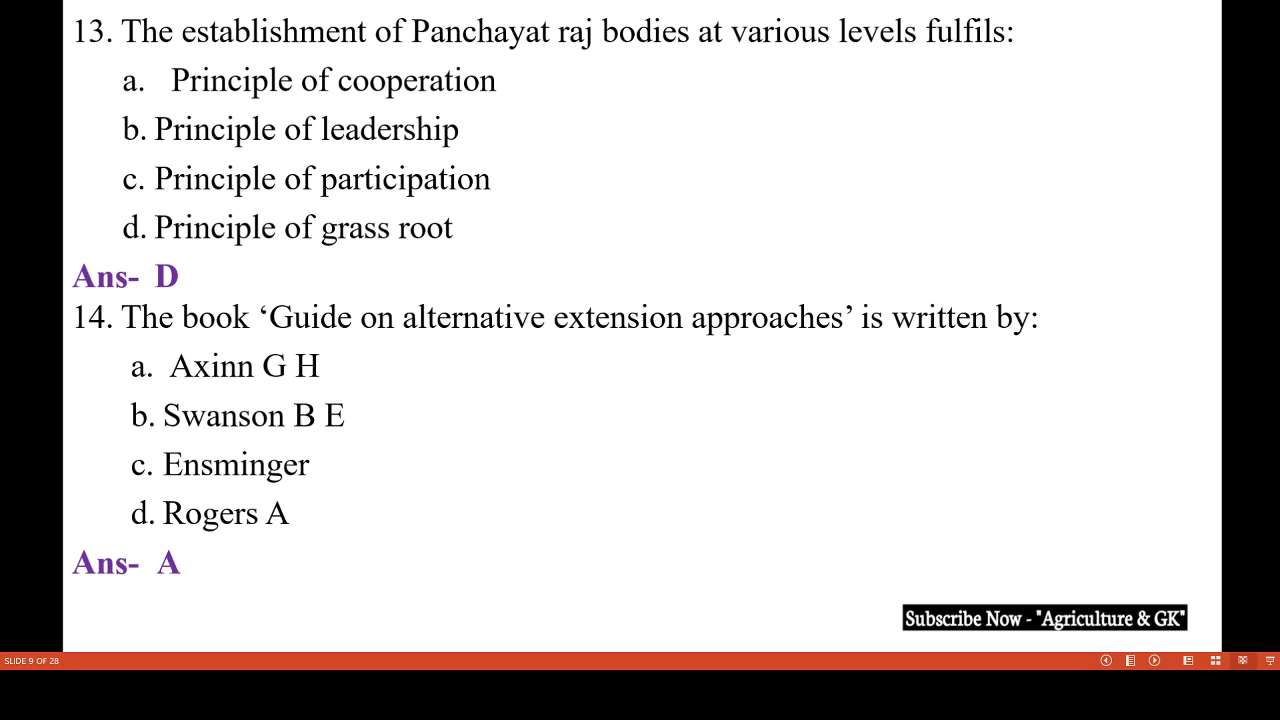 13. The establishment of Panchayat raj bodies at various levels fulfils:
a. Principle of cooperation
b. Principle of leadership
c. Principle of participation
d. Principle of grass root
Ans- D
14. The book ‘Guide on alternative extension approaches’ is written by:
a. Axinn G H
b. Swanson B E
c. Ensminger
d. Rogers A
Ans- A
Subscribe Now - "Agriculture & GK"
SLIDE 9 OF 28